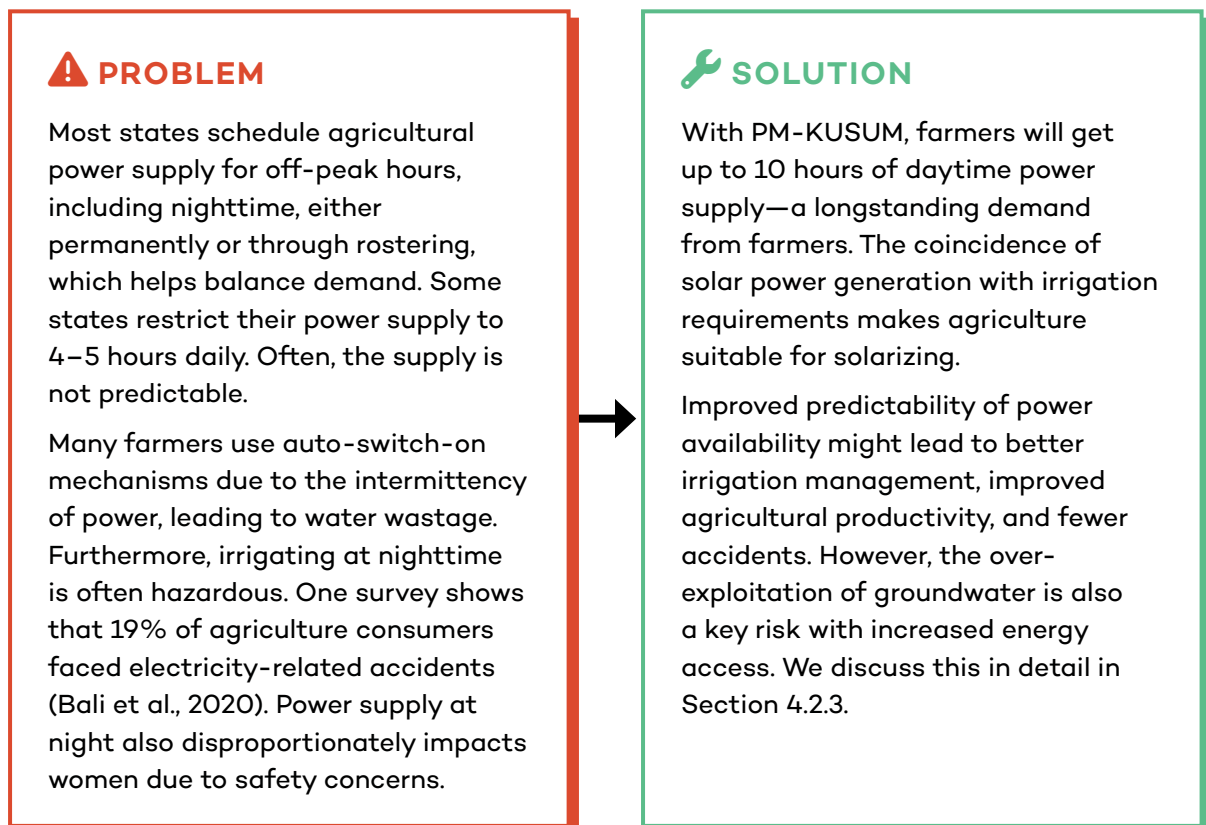 PROBLEM
Most states schedule agricultural
power supply for off-peak hours,
including nighttime, either
permanently or through rostering,
which helps balance demand. Some
states restrict their power supply to
4–5 hours daily. Often, the supply is
not predictable.
Many farmers use auto-switch-on
mechanisms due to the intermittency
of power, leading to water wastage.
Furthermore, irrigating at nighttime
is often hazardous. One survey shows
that 19% of agriculture consumers
faced electricity-related accidents
(Bali et al., 2020). Power supply at
night also disproportionately impacts
women due to safety concerns.
SOLUTION
With PM-KUSUM, farmers will get
up to 10 hours of daytime power
supply—a longstanding demand
from farmers. The coincidence of
solar power generation with irrigation
requirements makes agriculture
suitable for solarizing.
Improved predictability of power
availability might lead to better
irrigation management, improved
agricultural productivity, and fewer
accidents. However, the over-
exploitation of groundwater is also
a key risk with increased energy
access. We discuss this in detail in
Section 4.2.3.